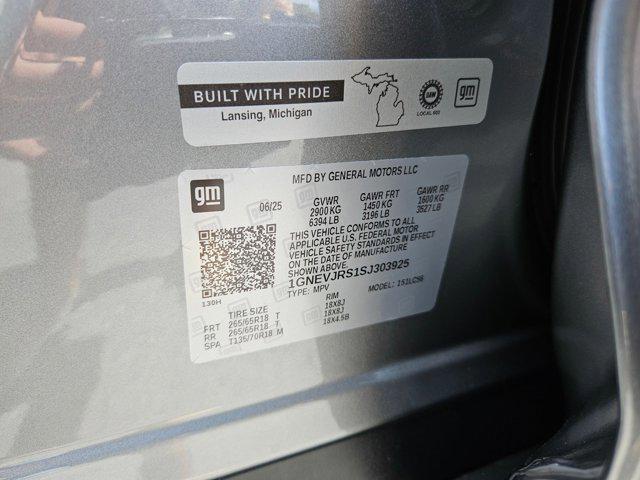 BUILT WITH PRIDE
Lansing, Michigan
UAW
LOCAL 602
gm
gm
MFD BY GENERAL MOTORS LLC
06/25
GVWR GAWR FRT GAWR RR
2900 KG 1450 KG 1600 KG
6394 LB 3196 LB 3527 LB
THIS VEHICLE CONFORMS TO ALL
APPLICABLE U.S. FEDERAL MOTOR
VEHICLE SAFETY STANDARDS IN EFFECT
ON THE DATE OF MANUFACTURE
SHOWN ABOVE
1GNEVJRS1SJ303925
TYPE: MPV MODEL: 151LC56
130H
TIRE SIZE RIM
FRT 265/65R18 T 18X8J
RR 265/65R18 T 18X8J
SPA T135/70R18 M 18X4.5B